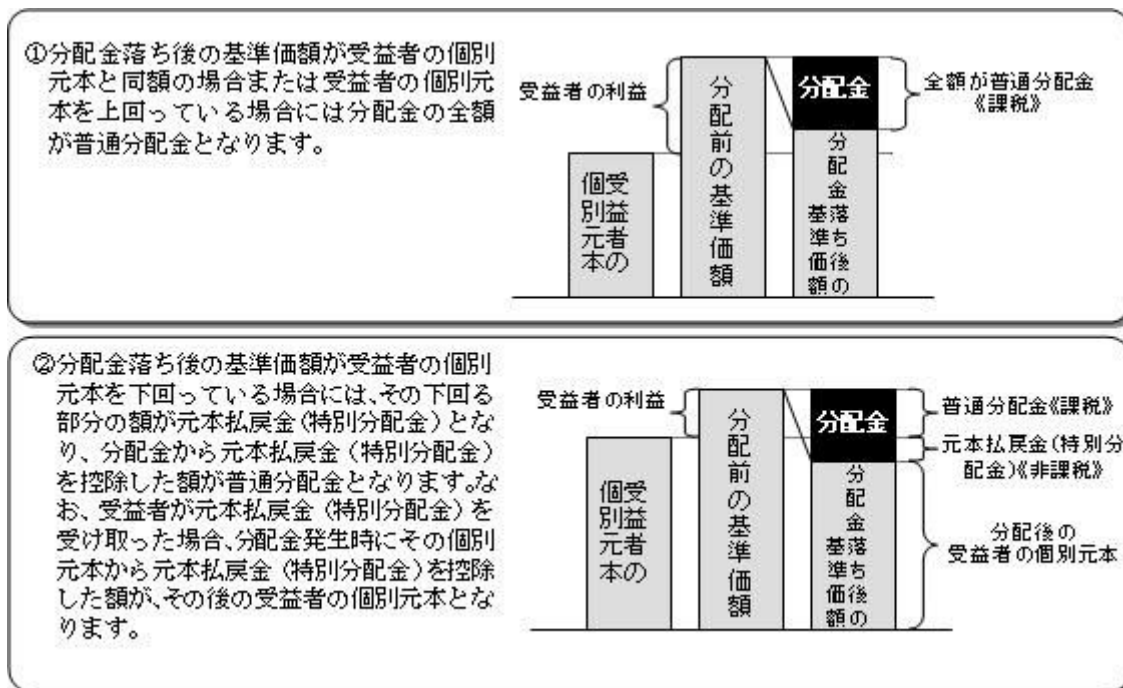 ①分配金落ち後の基準価額が受益者の個別
元本と同額の場合または受益者の個別元
本を上回っている場合には分配金の全額
が普通分配金となります。
受益者の利益
受益者の
個別元本
分配前の基準価額
分配金
分配金落ち後の
基準価額
全額が普通分配金
《課税》
②分配金落ち後の基準価額が受益者の個別
元本を下回っている場合には、その下回る
部分の額が元本払戻金(特別分配金)とな
り、分配金から元本払戻金(特別分配金)
を控除した額が普通分配金となります。な
お、受益者が元本払戻金(特別分配金)を
受け取った場合、分配金発生時にその個別
元本から元本払戻金(特別分配金)を控除
した額が、その後の受益者の個別元本とな
ります。
受益者の利益
受益者の
個別元本
分配前の基準価額
分配金
分配金落ち後の
基準価額
普通分配金《課税》
元本払戻金(特別分
配金)《非課税》
分配後の
受益者の個別元本